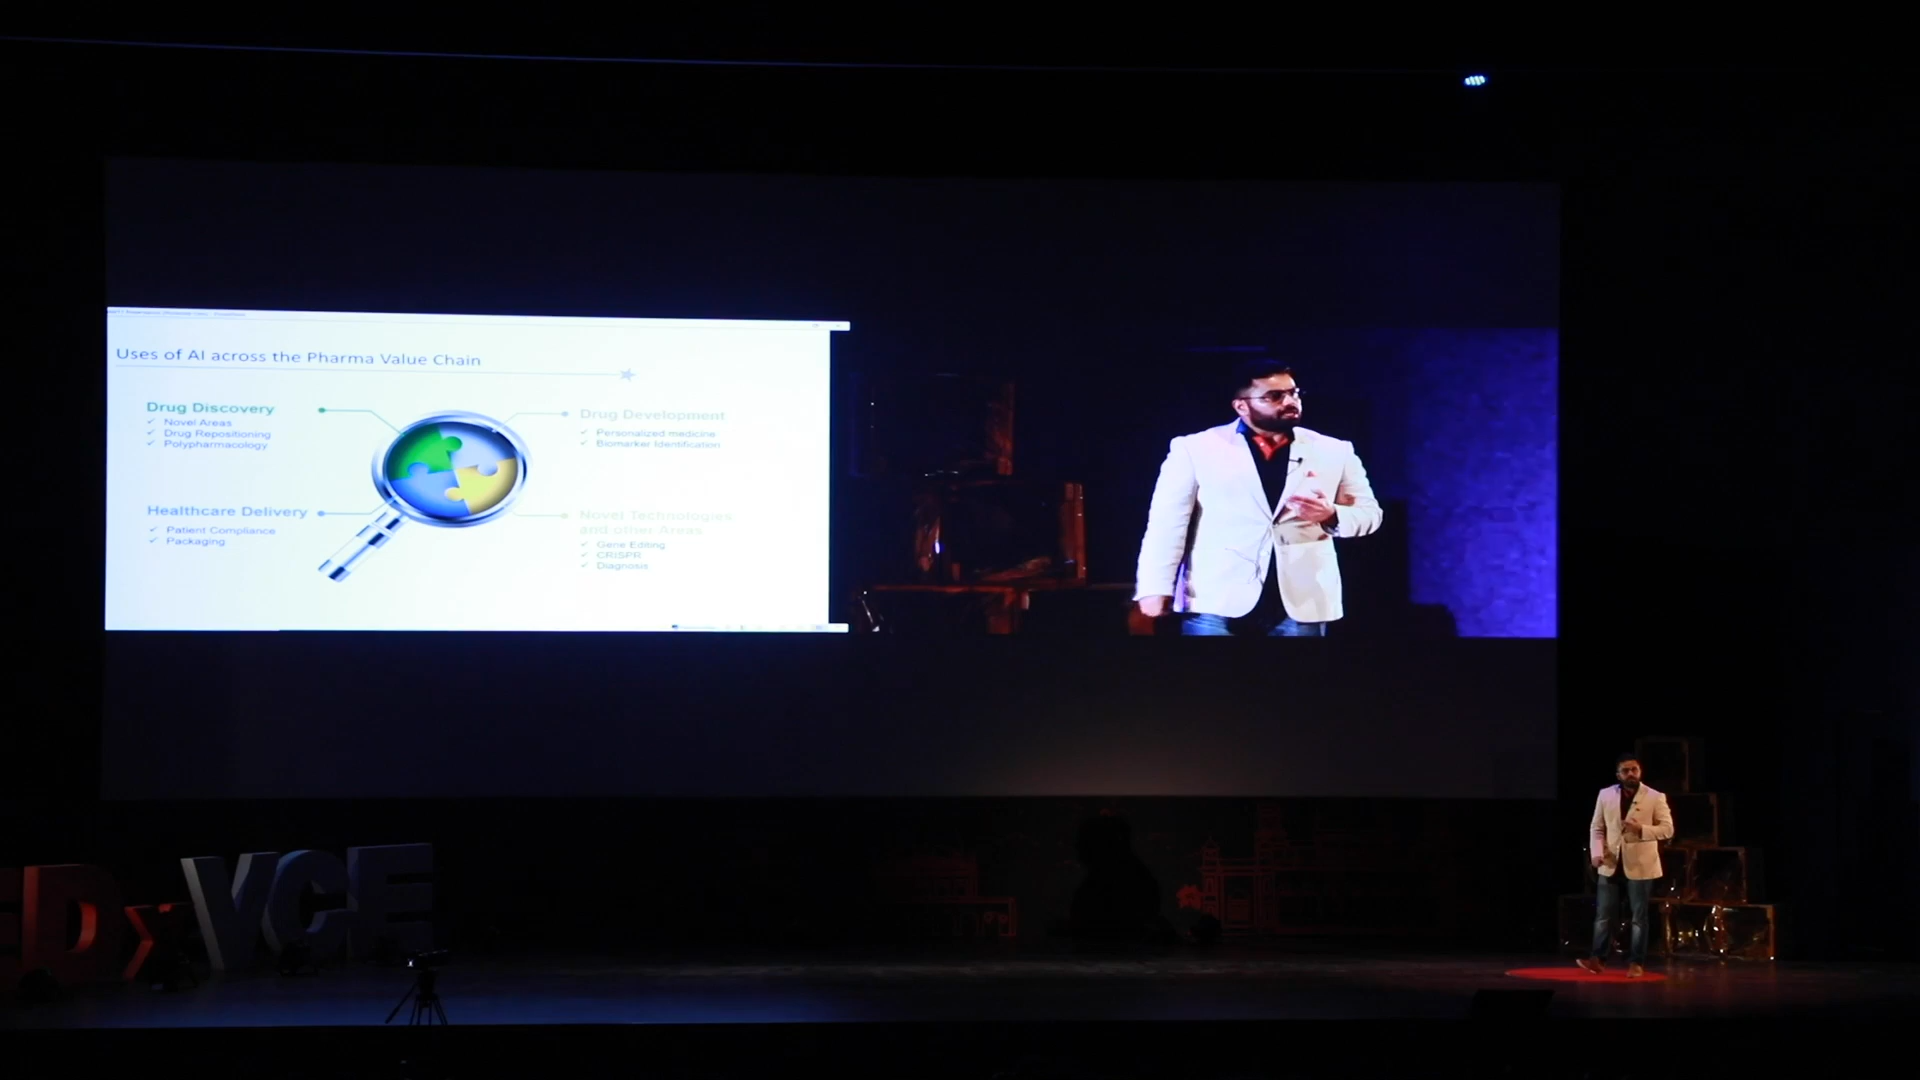 Uses of AI across the Pharma Value Chain
Drug Discovery
✓ Novel Areas
✓ Drug Repositioning
✓ Polypharmacology
Drug Development
✓ Personalized medicine
✓ Biomarker Identification
Healthcare Delivery
✓ Patient Compliance
✓ Packaging
Novel Technologies
and other Areas
✓ Gene Editing
✓ CRISPR
✓ Diagnosis
EDxYCE